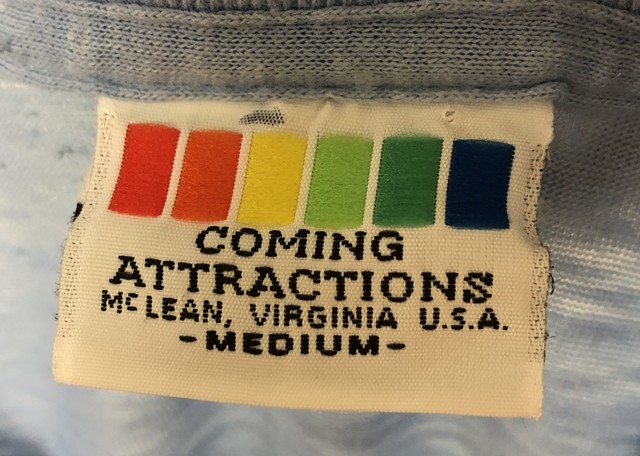 COMING
ATTRACTIONS
McLEAN, VIRGINIA U.S.A.
-MEDIUM-